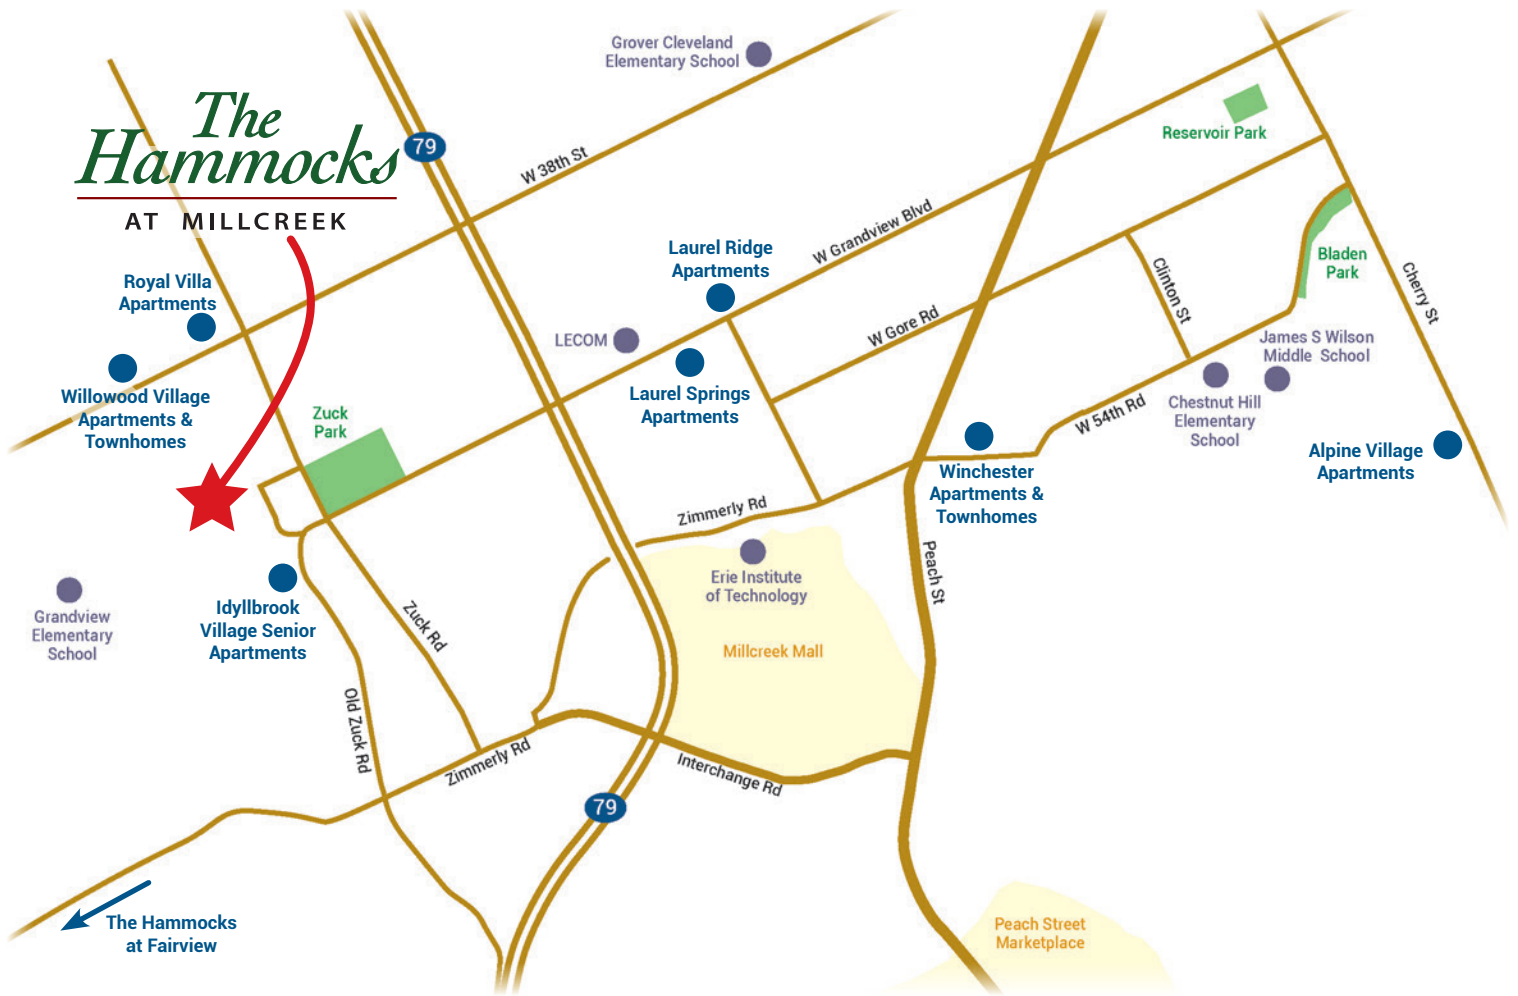 Grover Cleveland
Elementary School
The
Hammocks
AT MILLCREEK
79
W 38th St
Reservoir Park
W Grandview Blvd
Laurel Ridge
Apartments
Royal Villa
Apartments
Bladen
Park
Clinton St
Cherry St
W Gore Rd
LECOM
James S Wilson
Middle School
Willowood Village
Apartments &
Townhomes
Laurel Springs
Apartments
Zuck
Park
Chestnut Hill
Elementary
School
W 54th Rd
Alpine Village
Apartments
Winchester
Apartments &
Townhomes
Zimmerly Rd
Peach St
Erie Institute
of Technology
Grandview
Elementary
School
Idyllbrook
Village Senior
Apartments
Zuck Rd
Millcreek Mall
Old Zuck Rd
Zimmerly Rd
Interchange Rd
79
The Hammocks
at Fairview
Peach Street
Marketplace